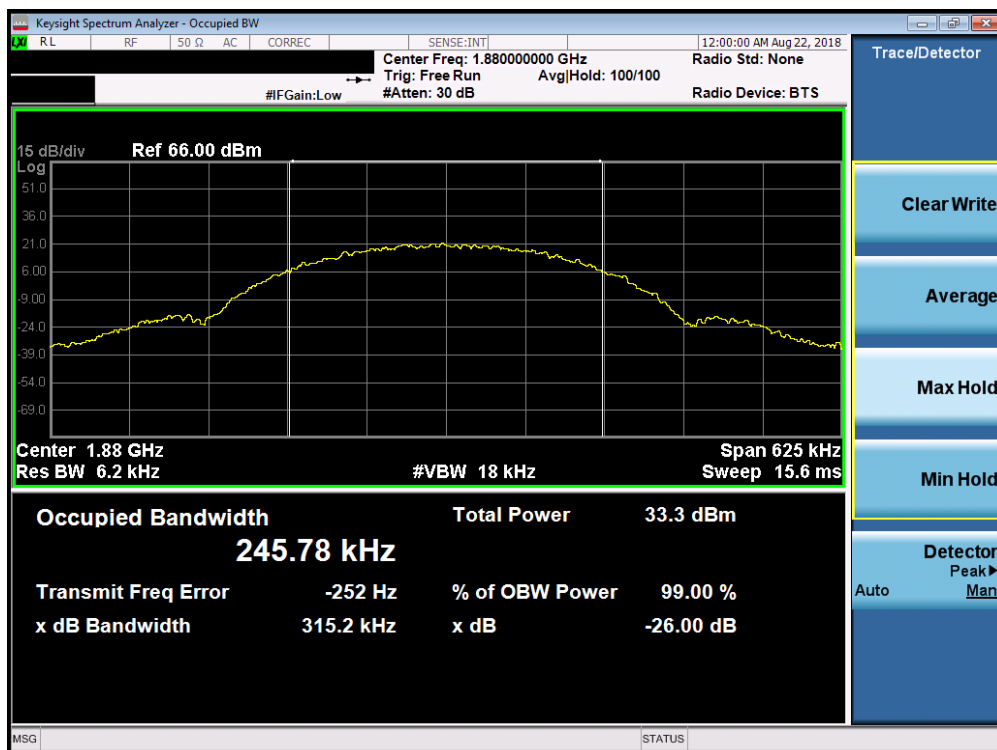 Keysight Spectrum Analyzer - Occupied BW
LXI RL RF 50 Ω AC CORREC SENSE:INT 12:00:00 AM Aug 22, 2018
Center Freq: 1.880000000 GHz Radio Std: None
Trig: Free Run Avg|Hold: 100/100
#IFGain:Low #Atten: 30 dB Radio Device: BTS
15 dB/div Ref 66.00 dBm
Log
51.0
36.0
21.0
6.00
-9.00
-24.0
-39.0
-54.0
-69.0
Center 1.88 GHz Span 625 kHz
Res BW 6.2 kHz #VBW 18 kHz Sweep 15.6 ms
Occupied Bandwidth Total Power 33.3 dBm
245.78 kHz
Transmit Freq Error -252 Hz % of OBW Power 99.00 %
x dB Bandwidth 315.2 kHz x dB -26.00 dB
MSG STATUS
Trace/Detector
Clear Write
Average
Max Hold
Min Hold
Detector
Peak▶
Auto Man